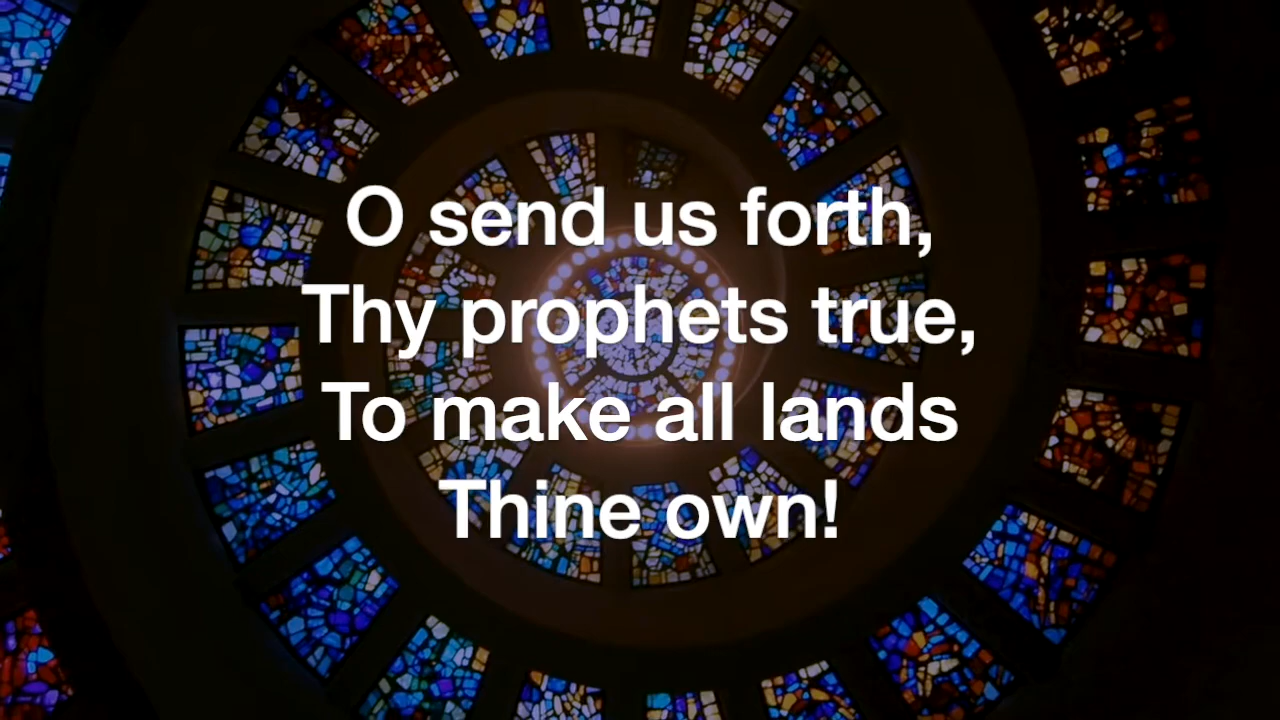 O send us forth,
Thy prophets true,
To make all lands
Thine own!